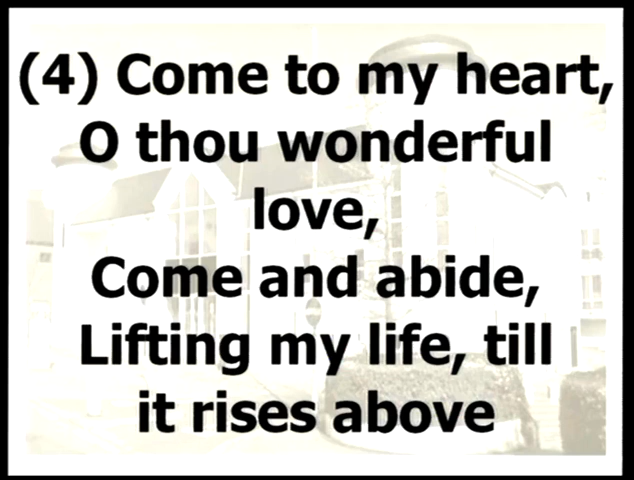 (4) Come to my heart,
O thou wonderful
love,
Come and abide,
Lifting my life, till
it rises above